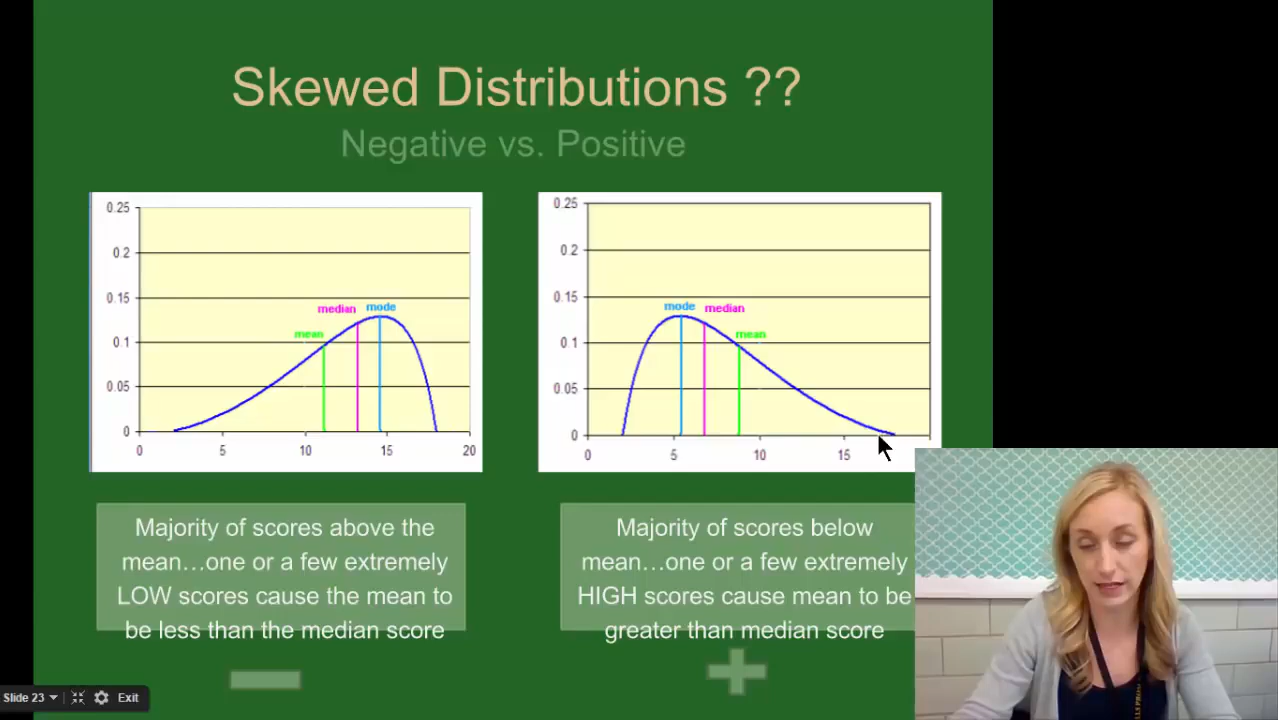 Skewed Distributions ??
Negative vs. Positive
0.25
0.2
0.15
0.1
0.05
0
0
5
10
15
20
mean
median
mode
0.25
0.2
0.15
0.1
0.05
0
0
5
10
15
mode
median
mean
Majority of scores above the
mean…one or a few extremely
LOW scores cause the mean to
be less than the median score
Majority of scores below
mean…one or a few extremely
HIGH scores cause mean to be
greater than median score
Slide 23
Exit